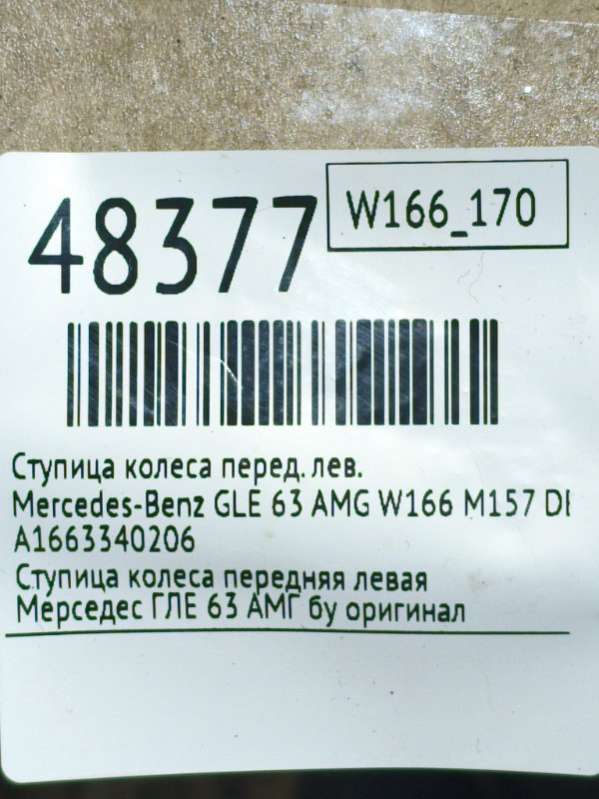 48377
W166_170
Ступица колеса перед. лев.
Mercedes-Benz GLE 63 AMG W166 M157 DE
A1663340206
Ступица колеса передняя левая
Мерседес ГЛЕ 63 АМГ бу оригинал